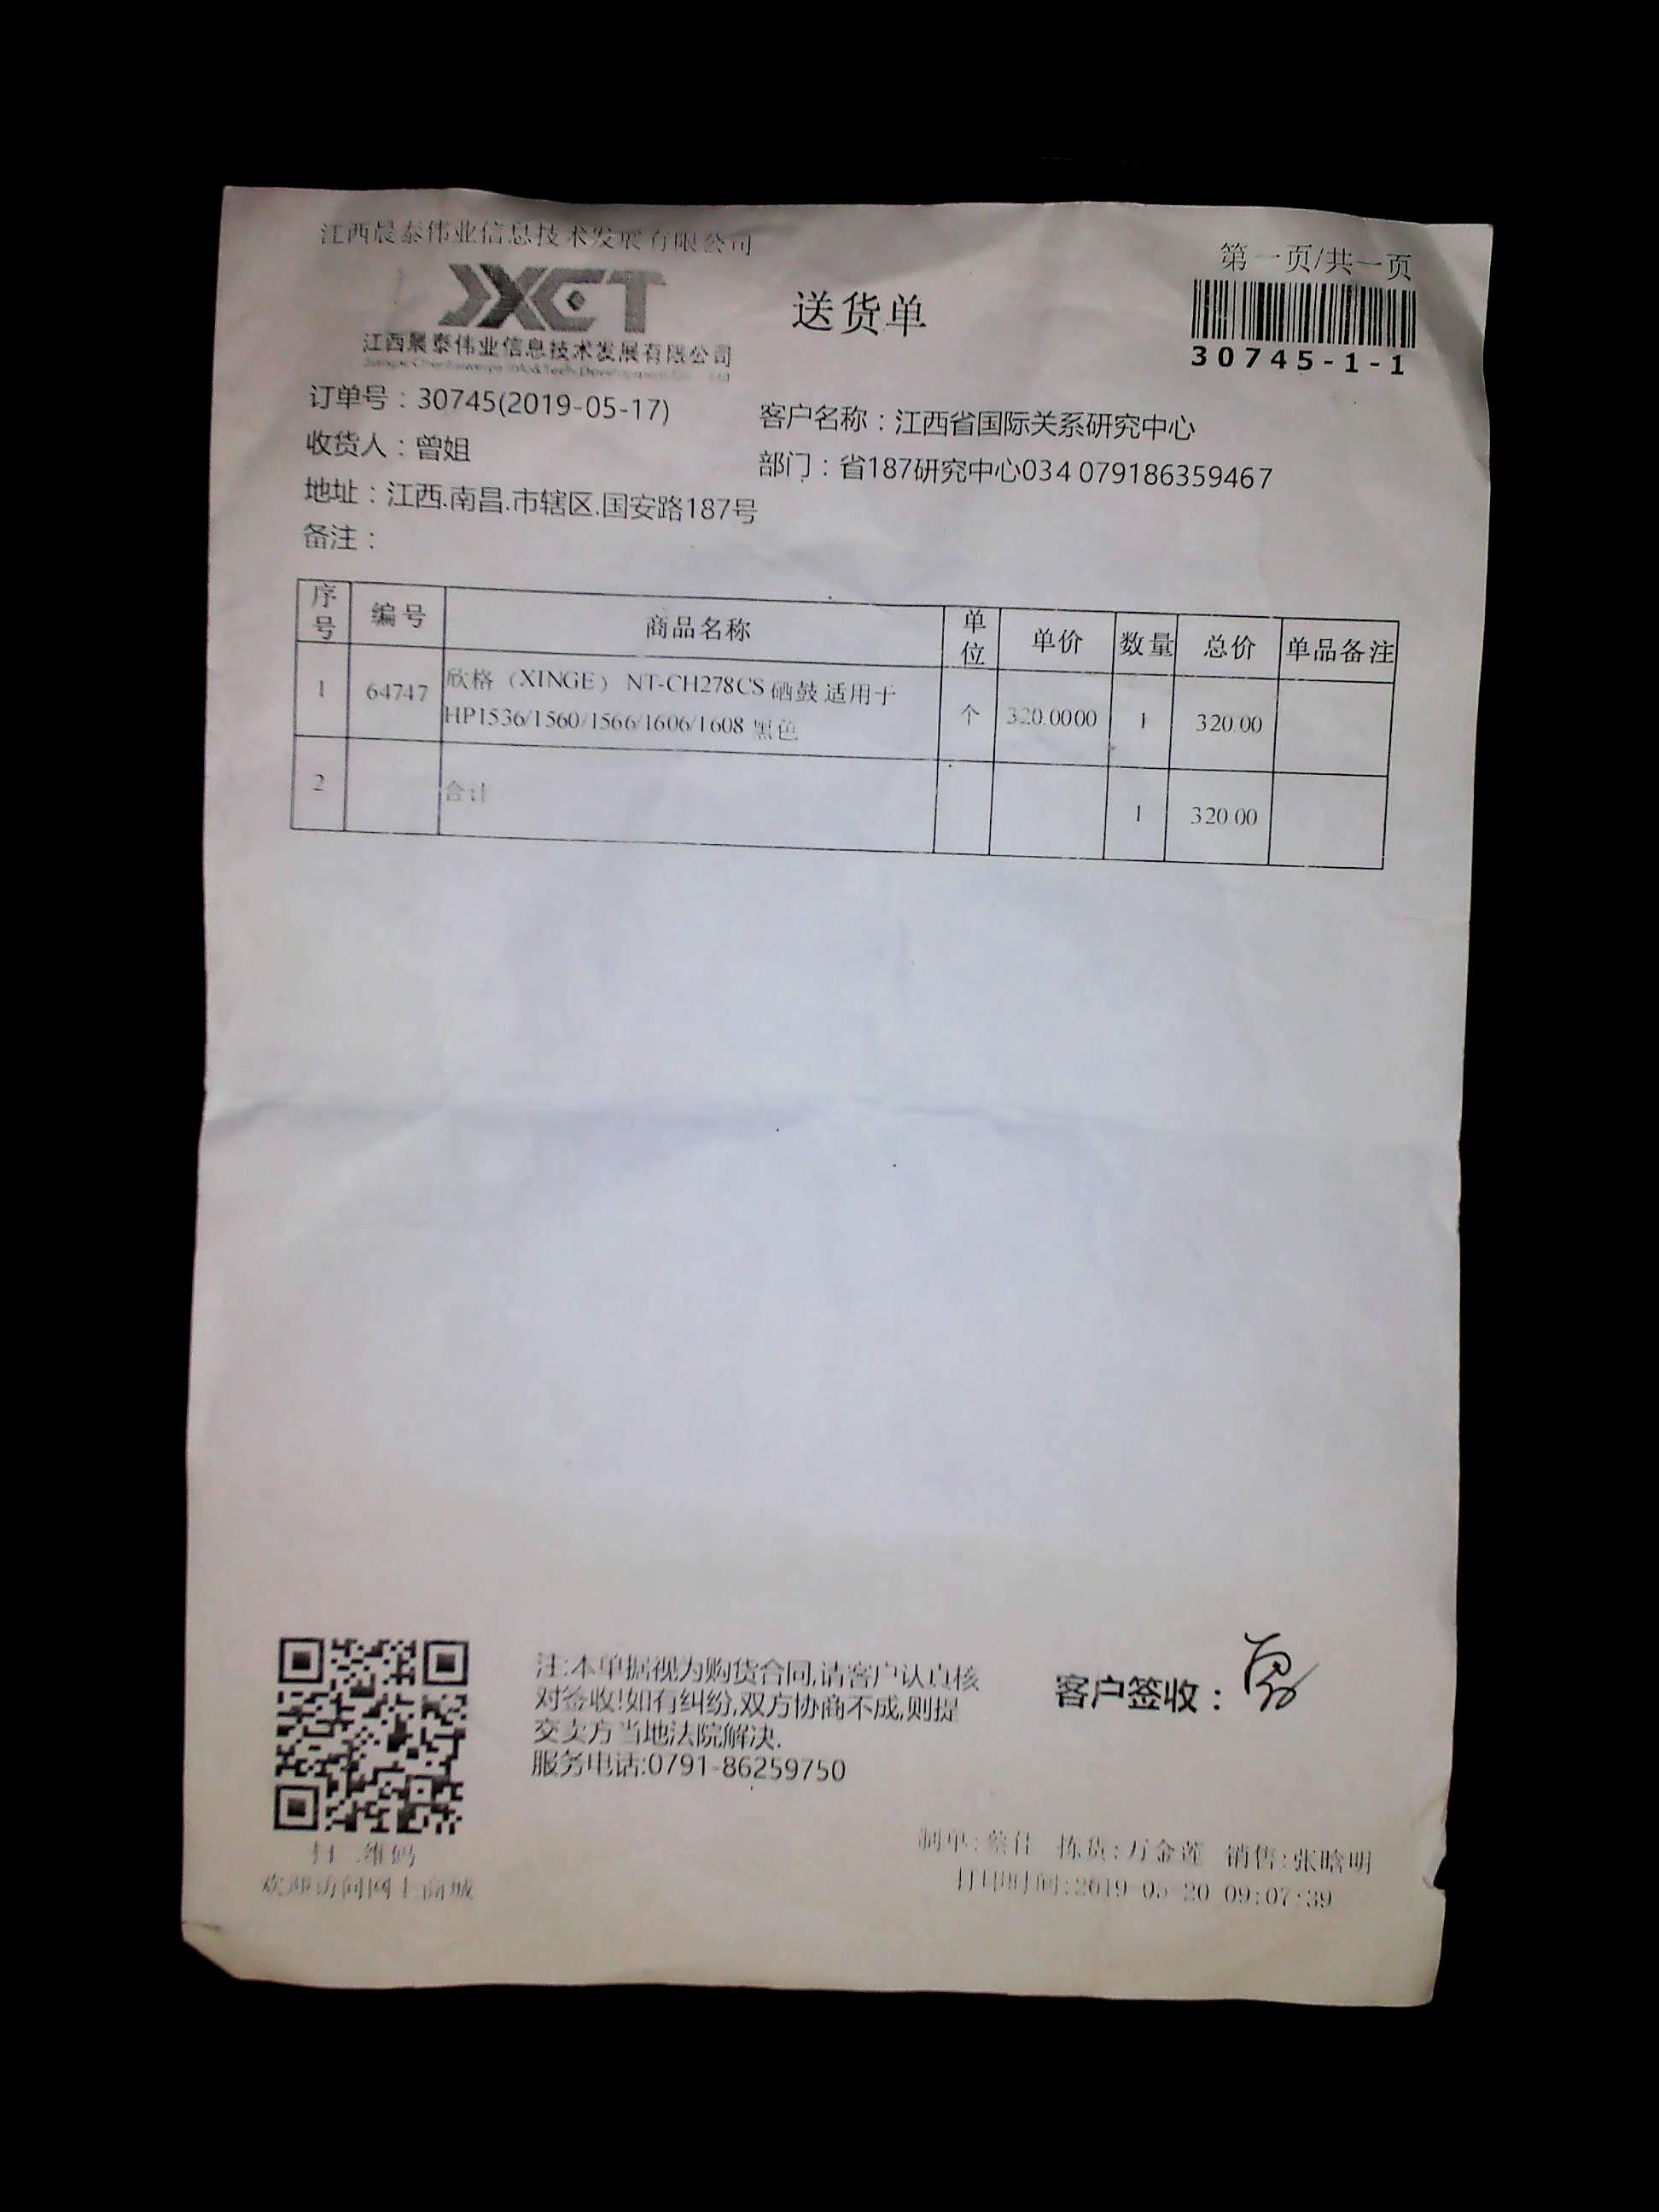 江西晨泰伟业信息技术发展有限公司
第一页/共一页
JXCT
送货单
江西晨泰伟业信息技术发展有限公司
30745-1-1
订单号：30745(2019-05-17)
客户名称：江西省国际关系研究中心
收货人：曾姐
部门：省187研究中心034 079186359467
地址：江西.南昌.市辖区.国安路187号
备注：
序号 编号 商品名称 单位 单价 数量 总价 单品备注
1 64747 欣格（XINGE） NT-CH278CS 硒鼓 适用于 个 320.0000 1 320.00
HP1536/1560/1566/1606/1608 黑色
2 合计 1 320.00
注:本单据视为购货合同,请客户认真核
对签收!如有纠纷,双方协商不成,则提
交卖方当地法院解决.
服务电话:0791-86259750
客户签收：
扫二维码
欢迎访问网上商城
制单: 拣货:万金莲 销售:张晗明
打印时间:2019-05-20 09:07:39